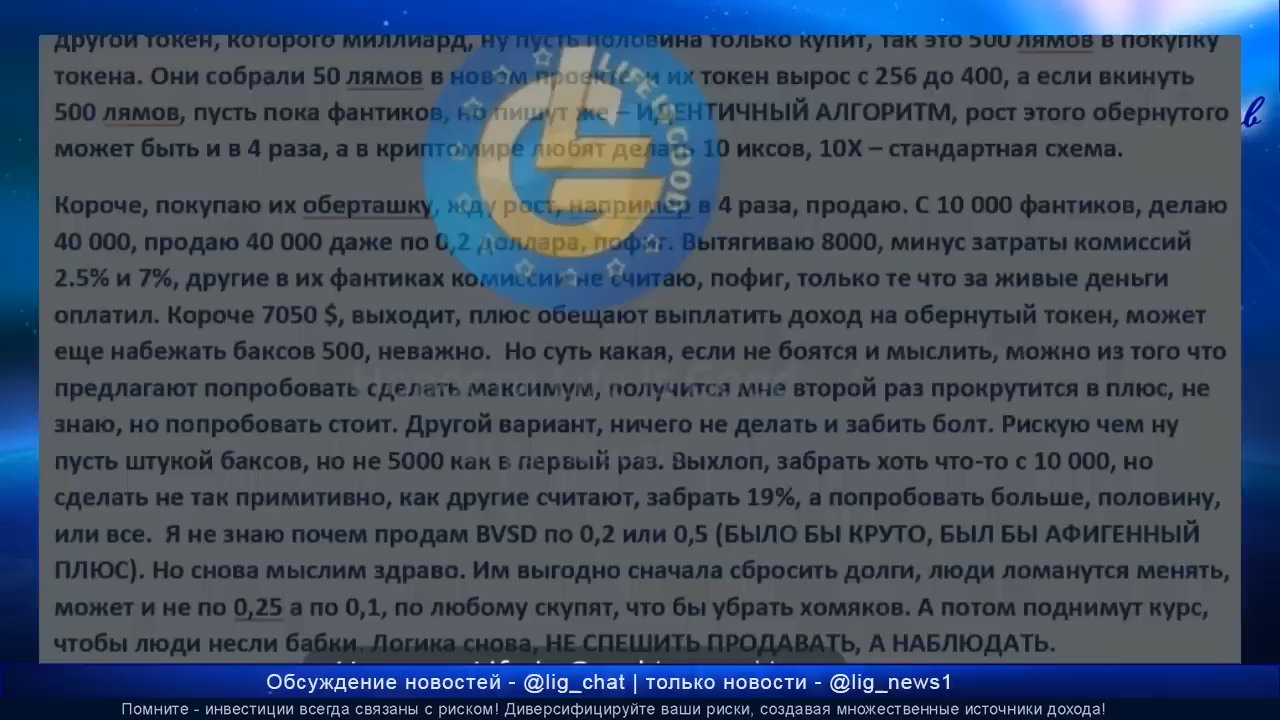 другой токен, которого миллиард, ну пусть половина только купит, так это 500 лямов в покупку
токена. Они собрали 50 лямов в новом проекте, и их токен вырос с 256 до 400, а если вкинуть
500 лямов, пусть пока фантиков, но пишут же – ИДЕНТИЧНЫЙ АЛГОРИТМ, рост этого обернутого
может быть и в 4 раза, а в криптомире любят делать 10 иксов, 10X – стандартная схема.
LIFE IS GOOD
Короче, покупаю их оберташку, жду рост, например в 4 раза, продаю. С 10 000 фантиков, делаю
40 000, продаю 40 000 даже по 0,2 доллара, пофиг. Вытягиваю 8000, минус затраты комиссий
2.5% и 7%, другие в их фантиках комиссии не считаю, пофиг, только те что за живые деньги
оплатил. Короче 7050 $, выходит, плюс обещают выплатить доход на обернутый токен, может
еще набежать баксов 500, неважно. Но суть какая, если не боятся и мыслить, можно из того что
предлагают попробовать сделать максимум, получится мне второй раз прокрутится в плюс, не
знаю, но попробовать стоит. Другой вариант, ничего не делать и забить болт. Рискую чем ну
пусть штукой баксов, но не 5000 как в первый раз. Выхлоп, забрать хоть что-то с 10 000, но
сделать не так примитивно, как другие считают, забрать 19%, а попробовать больше, половину,
или все. Я не знаю почем продам BVSD по 0,2 или 0,5 (БЫЛО БЫ КРУТО, БЫЛ БЫ АФИГЕННЫЙ
ПЛЮС). Но снова мыслим здраво. Им выгодно сначала сбросить долги, люди ломанутся менять,
может и не по 0,25 а по 0,1, по любому скупят, что бы убрать хомяков. А потом поднимут курс,
чтобы люди несли бабки. Логика снова, НЕ СПЕШИТЬ ПРОДАВАТЬ, А НАБЛЮДАТЬ.
Обсуждение новостей - @lig_chat | только новости - @lig_news1
Помните - инвестиции всегда связаны с риском! Диверсифицируйте ваши риски, создавая множественные источники дохода!